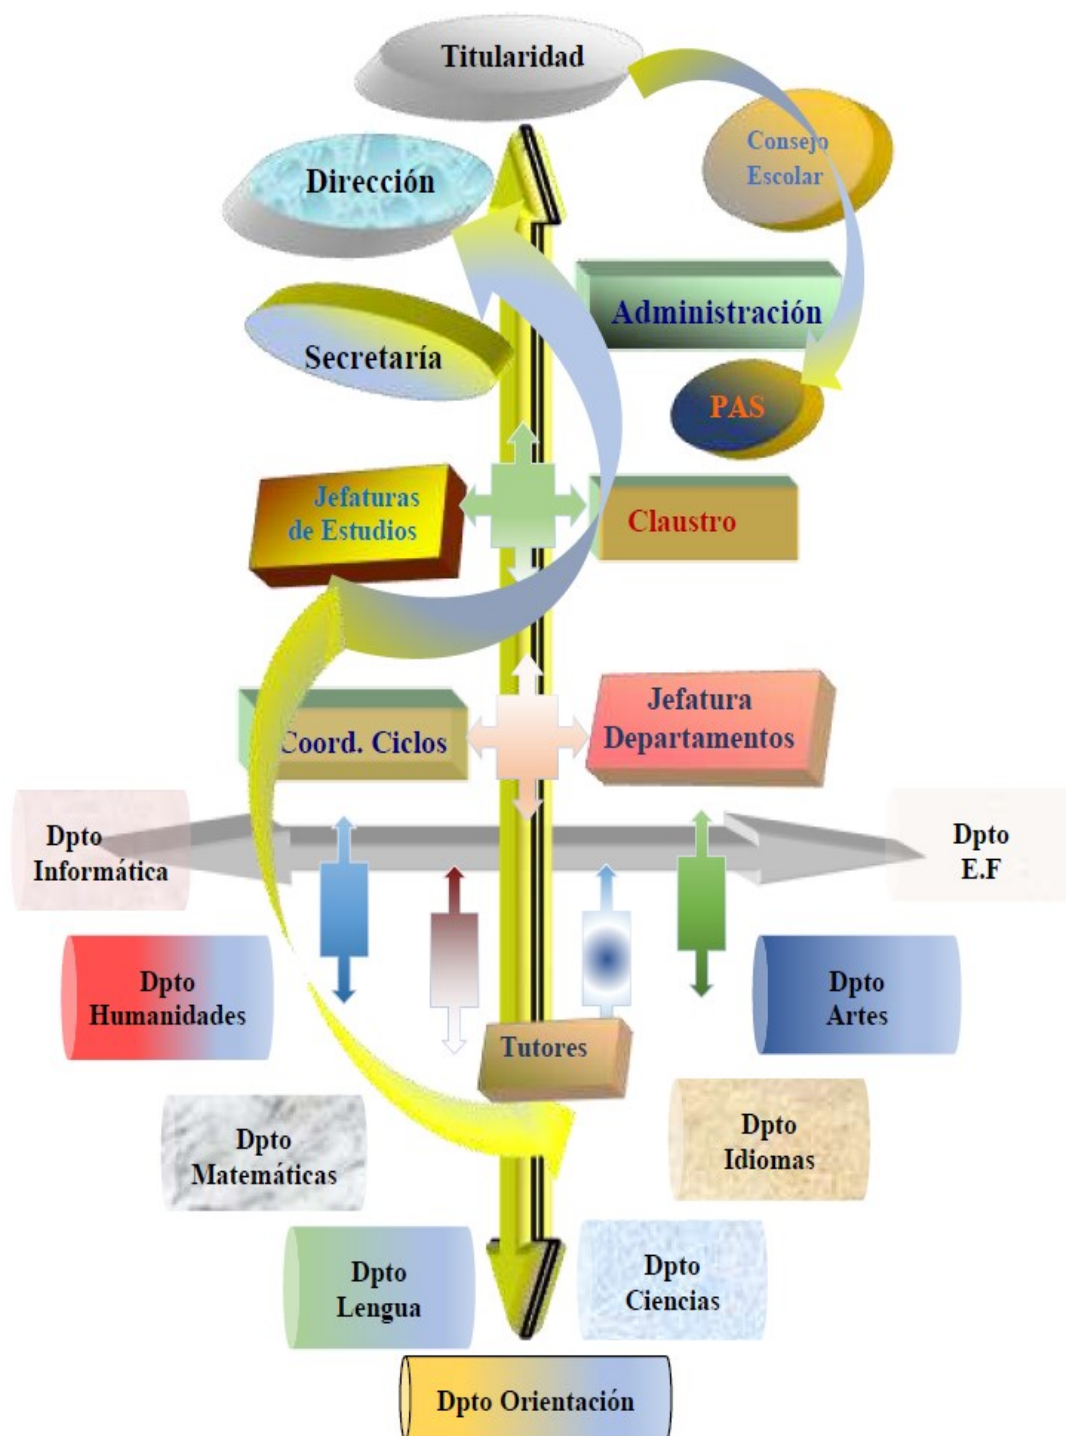 Titularidad
Consejo
Escolar
Dirección
Administración
Secretaría
PAS
Jefaturas
de Estudios
Claustro
Coord. Ciclos
Jefatura
Departamentos
Dpto
Informática
Dpto
E.F
Dpto
Humanidades
Dpto
Artes
Tutores
Dpto
Matemáticas
Dpto
Idiomas
Dpto
Lengua
Dpto
Ciencias
Dpto Orientación